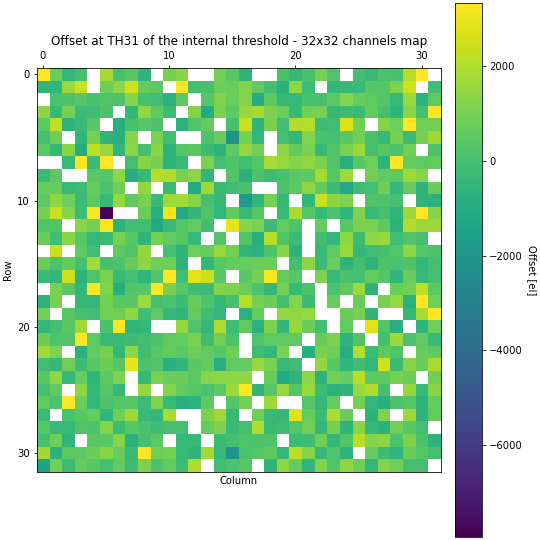 Offset at TH31 of the internal threshold - 32x32 channels map
0 10 20 30
0
10
20
30
Row
Column
2000
0
−2000
−4000
−6000
Offset [el]